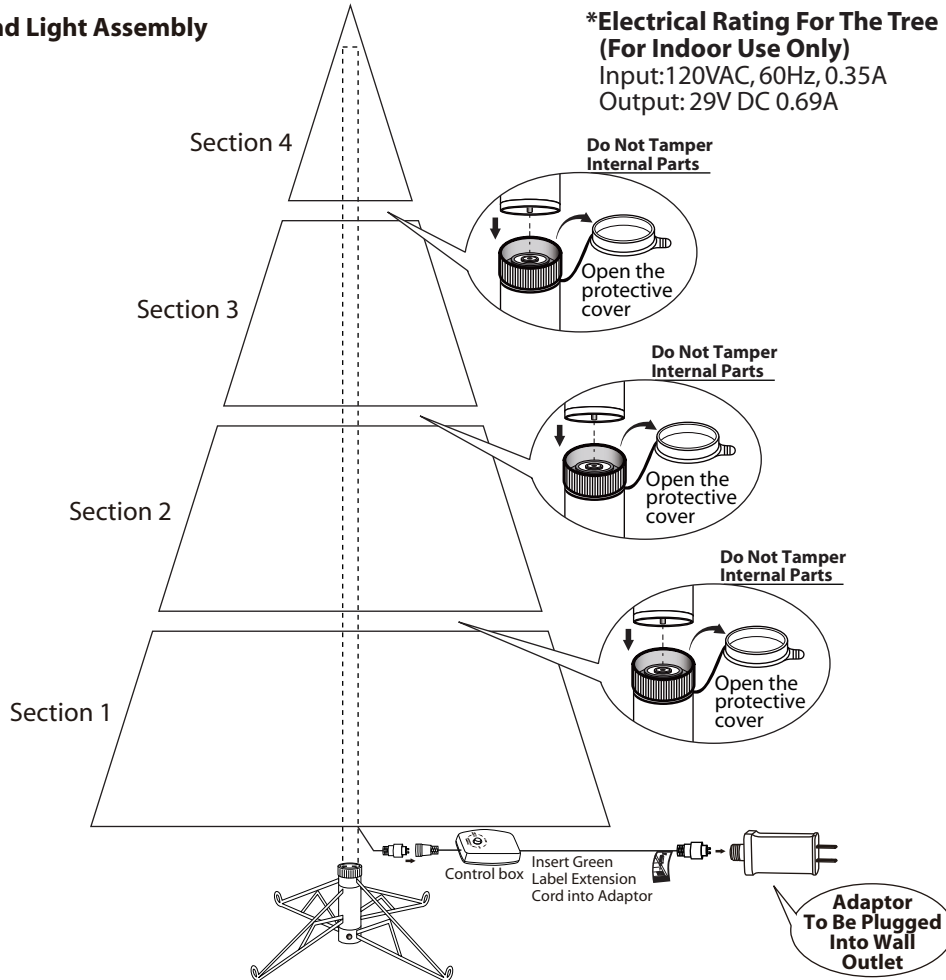 nd Light Assembly
*Electrical Rating For The Tree
(For Indoor Use Only)
Input:120VAC, 60Hz, 0.35A
Output: 29V DC 0.69A
Section 4
Do Not Tamper
Internal Parts
Open the
protective
cover
Section 3
Do Not Tamper
Internal Parts
Open the
protective
cover
Section 2
Do Not Tamper
Internal Parts
Open the
protective
cover
Section 1
Control box
Insert Green
Label Extension
Cord into Adaptor
Adaptor
To Be Plugged
Into Wall
Outlet